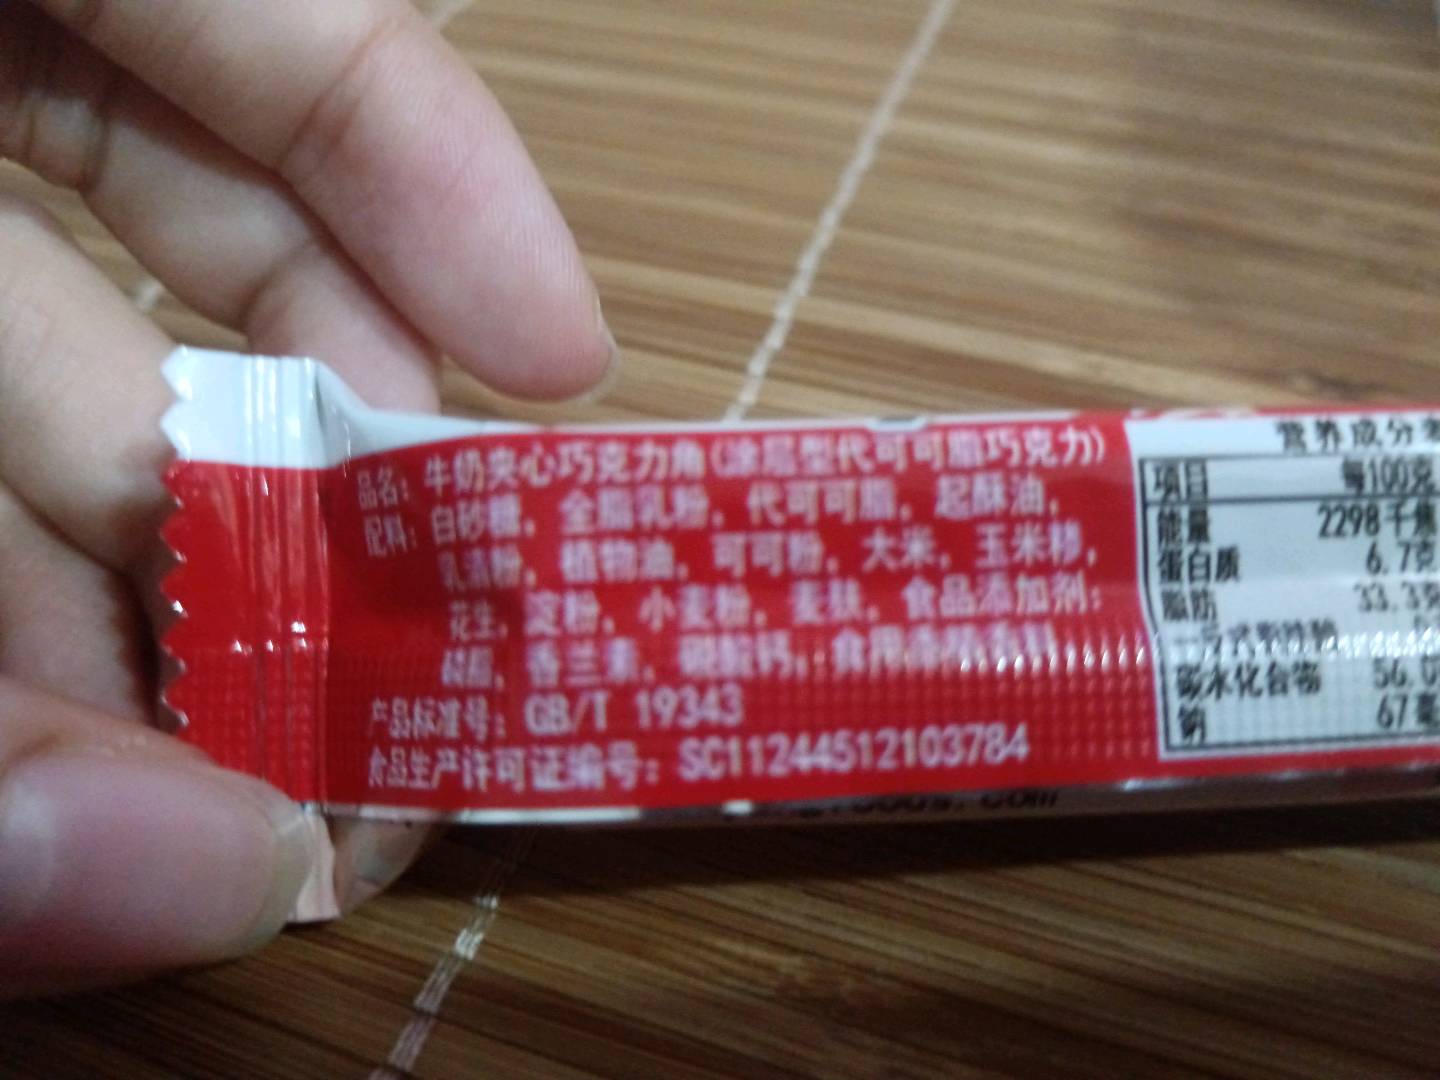 品名：牛奶夹心巧克力角(涂层型代可可脂巧克力)
配料：白砂糖，全脂乳粉，代可可脂，起酥油，
乳清粉，植物油，可可粉，大米，玉米糁，
花生，淀粉，小麦粉，麦麸，食品添加剂：
磷脂，香兰素，碳酸钙，食用
产品标准号：GB/T 19343
食品生产许可证编号：SC11244512103784
营养成分
项目 每100克
能量 2298千焦
蛋白质 6.7克
脂肪 33.3克
碳水化合物 56.0
钠 67毫